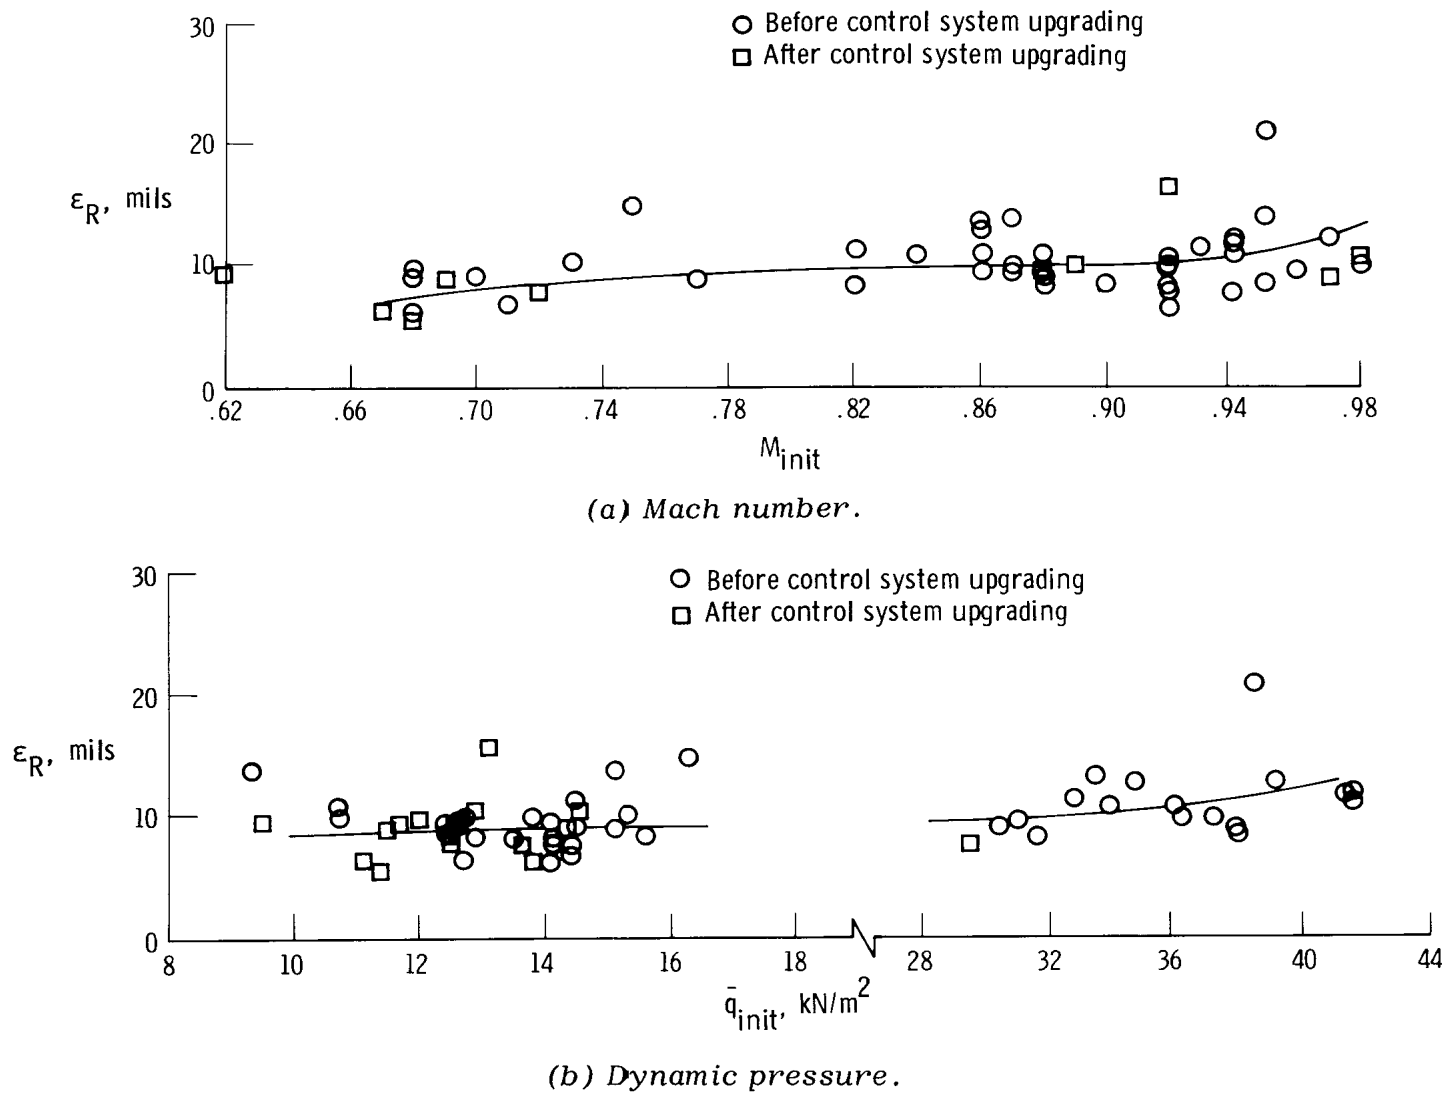 30
○ Before control system upgrading
□ After control system upgrading
20
εR, mils
10
0
.62 .66 .70 .74 .78 .82 .86 .90 .94 .98
Minit
(a) Mach number.
30
○ Before control system upgrading
□ After control system upgrading
20
εR, mils
10
0
8 10 12 14 16 18 28 32 36 40 44
q̄init, kN/m²
(b) Dynamic pressure.